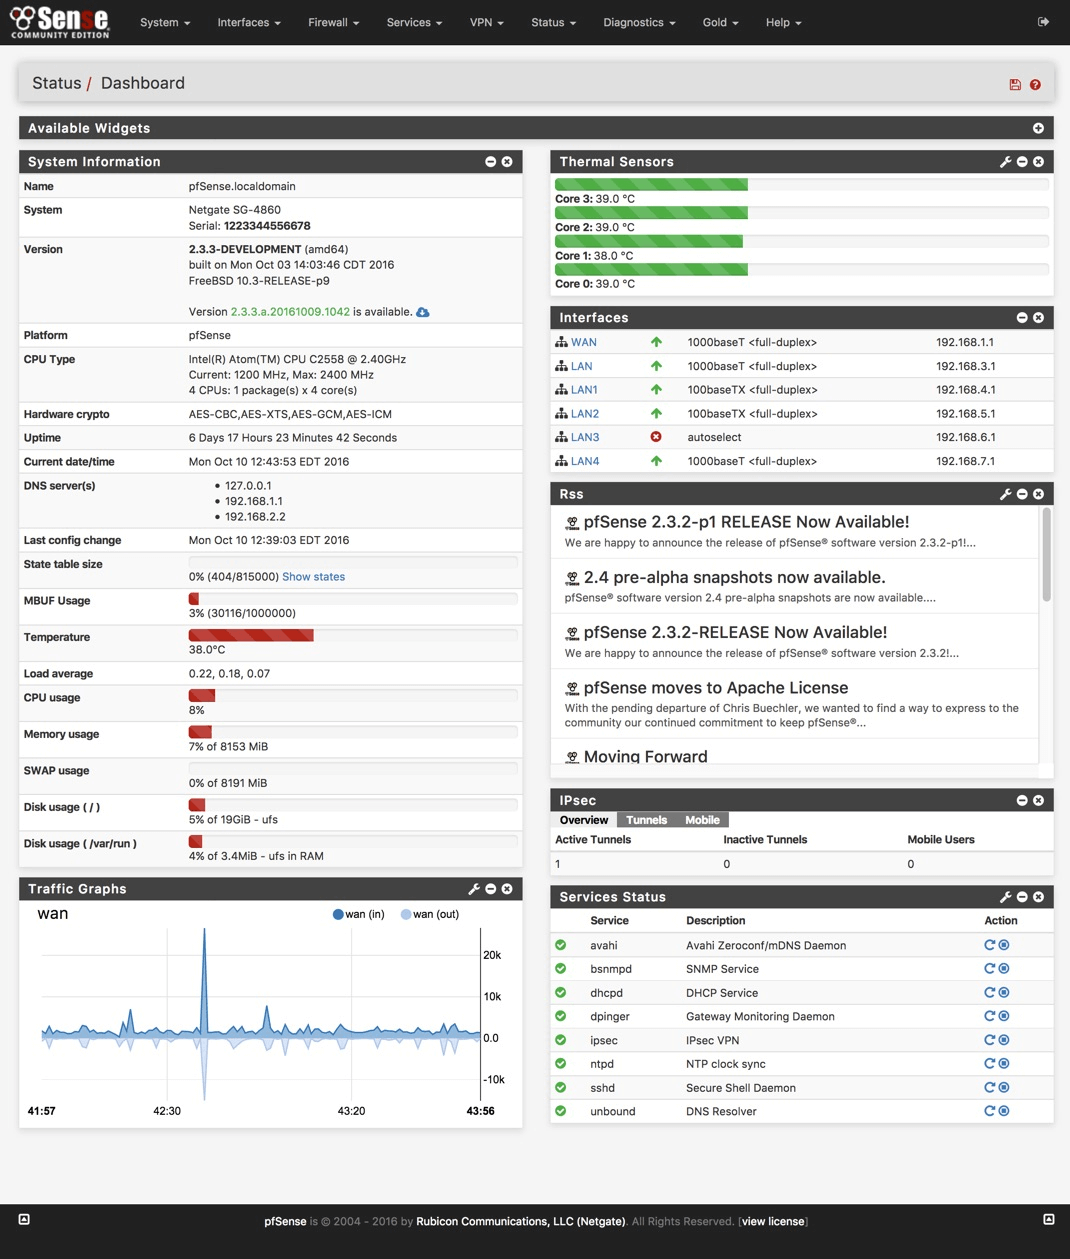 Sense
COMMUNITY EDITION
System Interfaces Firewall Services VPN Status Diagnostics Gold Help
Status / Dashboard
Available Widgets
System Information
Name pfSense.localdomain
System Netgate SG-4860
Serial: 1223344556678
Version 2.3.3-DEVELOPMENT (amd64)
built on Mon Oct 03 14:03:46 CDT 2016
FreeBSD 10.3-RELEASE-p9
Version 2.3.3.a.20161009.1042 is available.
Platform pfSense
CPU Type Intel(R) Atom(TM) CPU C2558 @ 2.40GHz
Current: 1200 MHz, Max: 2400 MHz
4 CPUs: 1 package(s) x 4 core(s)
Hardware crypto AES-CBC,AES-XTS,AES-GCM,AES-ICM
Uptime 6 Days 17 Hours 23 Minutes 42 Seconds
Current date/time Mon Oct 10 12:43:53 EDT 2016
DNS server(s) • 127.0.0.1
• 192.168.1.1
• 192.168.2.2
Last config change Mon Oct 10 12:39:03 EDT 2016
State table size
0% (404/815000) Show states
MBUF Usage
3% (30116/1000000)
Temperature
38.0°C
Load average 0.22, 0.18, 0.07
CPU usage
8%
Memory usage
7% of 8153 MiB
SWAP usage
0% of 8191 MiB
Disk usage ( / )
5% of 19GiB - ufs
Disk usage ( /var/run )
4% of 3.4MiB - ufs in RAM
Traffic Graphs
wan wan (in) wan (out)
20k
10k
0.0
-10k
41:57 42:30 43:20 43:56
Thermal Sensors
Core 3: 39.0 °C
Core 2: 39.0 °C
Core 1: 38.0 °C
Core 0: 39.0 °C
Interfaces
WAN 1000baseT <full-duplex> 192.168.1.1
LAN 1000baseT <full-duplex> 192.168.3.1
LAN1 100baseTX <full-duplex> 192.168.4.1
LAN2 100baseTX <full-duplex> 192.168.5.1
LAN3 autoselect 192.168.6.1
LAN4 1000baseT <full-duplex> 192.168.7.1
Rss
pfSense 2.3.2-p1 RELEASE Now Available!
We are happy to announce the release of pfSense® software version 2.3.2-p1!...
2.4 pre-alpha snapshots now available.
pfSense® software version 2.4 pre-alpha snapshots are now available....
pfSense 2.3.2-RELEASE Now Available!
We are happy to announce the release of pfSense® software version 2.3.2!...
pfSense moves to Apache License
With the pending departure of Chris Buechler, we wanted to find a way to express to the
community our continued commitment to keep pfSense®...
Moving Forward
IPsec
Overview Tunnels Mobile
Active Tunnels Inactive Tunnels Mobile Users
1 0 0
Services Status
Service Description Action
avahi Avahi Zeroconf/mDNS Daemon
bsnmpd SNMP Service
dhcpd DHCP Service
dpinger Gateway Monitoring Daemon
ipsec IPsec VPN
ntpd NTP clock sync
sshd Secure Shell Daemon
unbound DNS Resolver
pfSense is © 2004 - 2016 by Rubicon Communications, LLC (Netgate). All Rights Reserved. [view license]